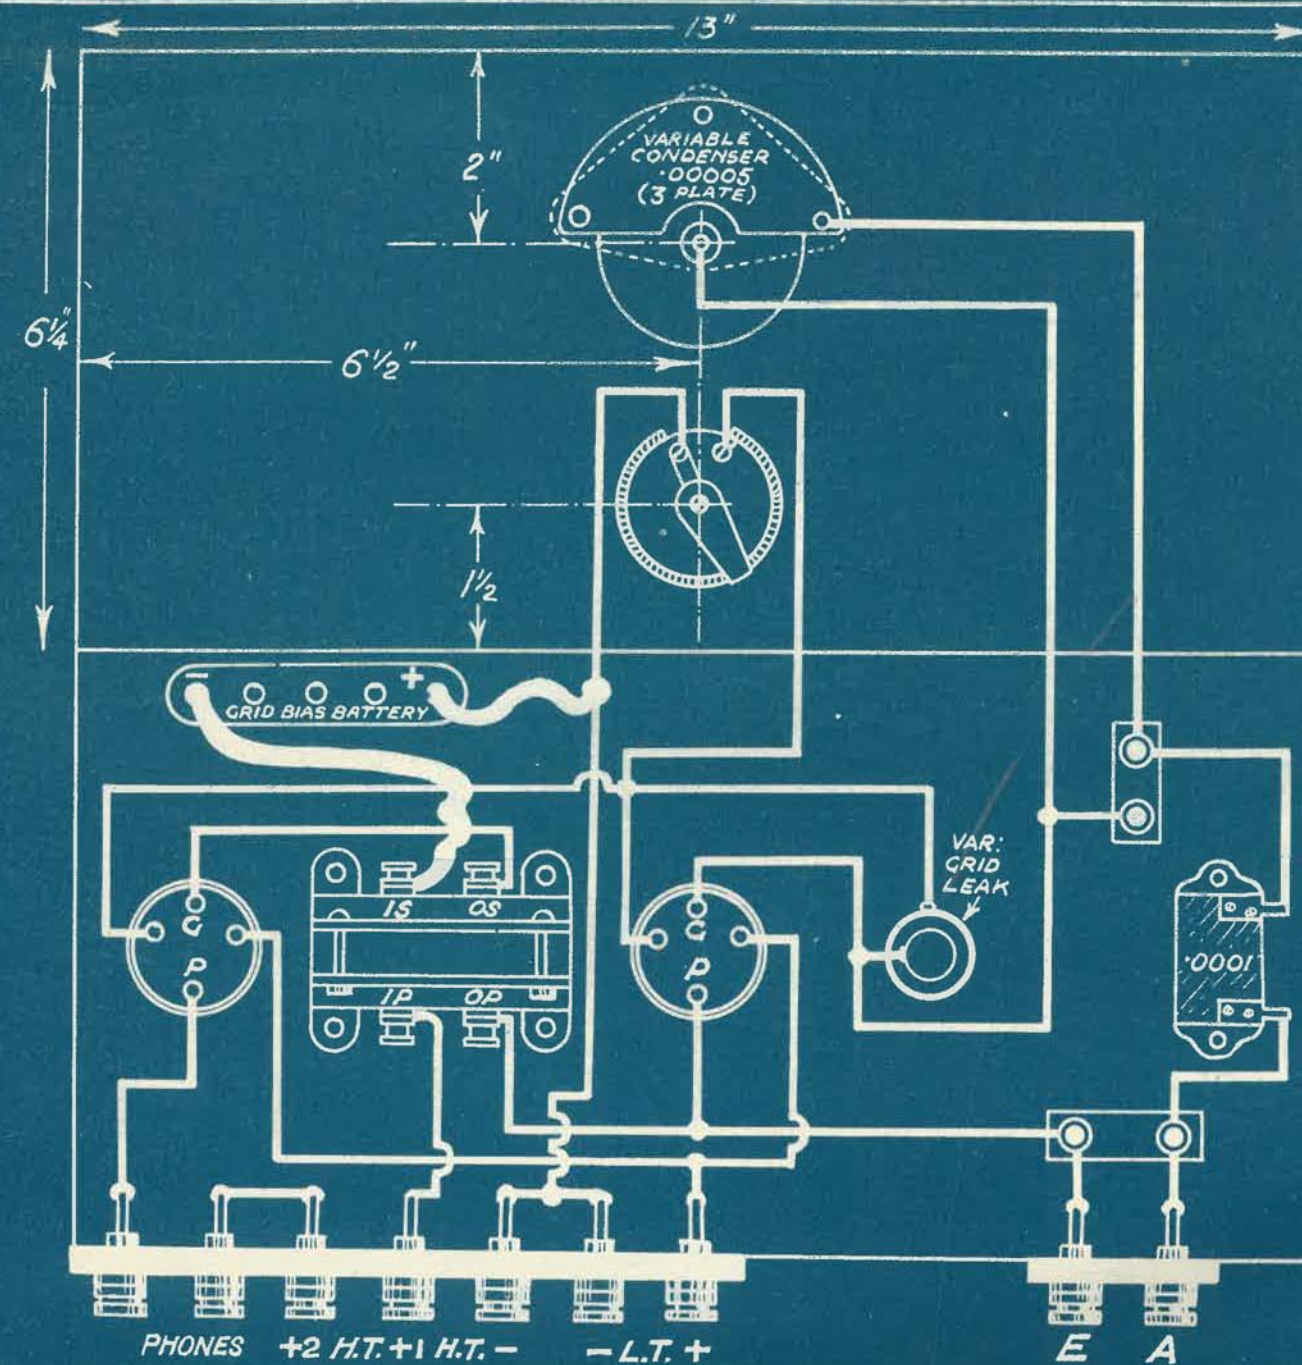 13"
2"
VARIABLE
CONDENSER
·00005
(3 PLATE)
6¼"
6½"
1½
- +
GRID BIAS BATTERY
VAR:
GRID
LEAK
IS OS
G
P
G
P
·0001
IP OP
PHONES +2 H.T. +1 H.T. - - L.T. + E A